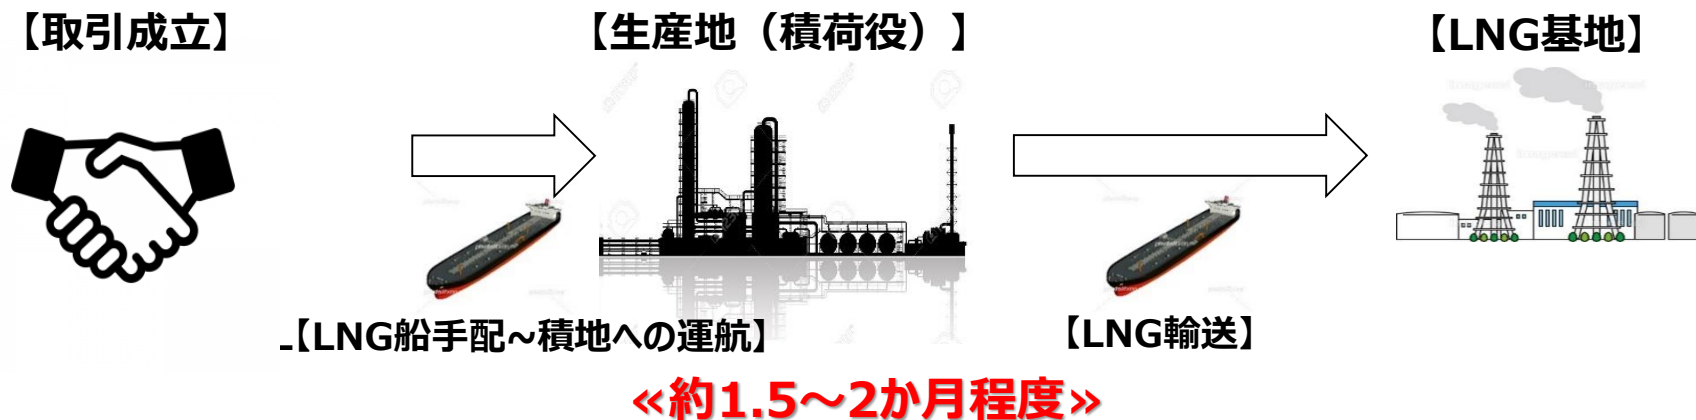 【取引成立】
【生産地（積荷役）】
【LNG基地】
【LNG船手配~積地への運航】
【LNG輸送】
≪約1.5～2か月程度≫